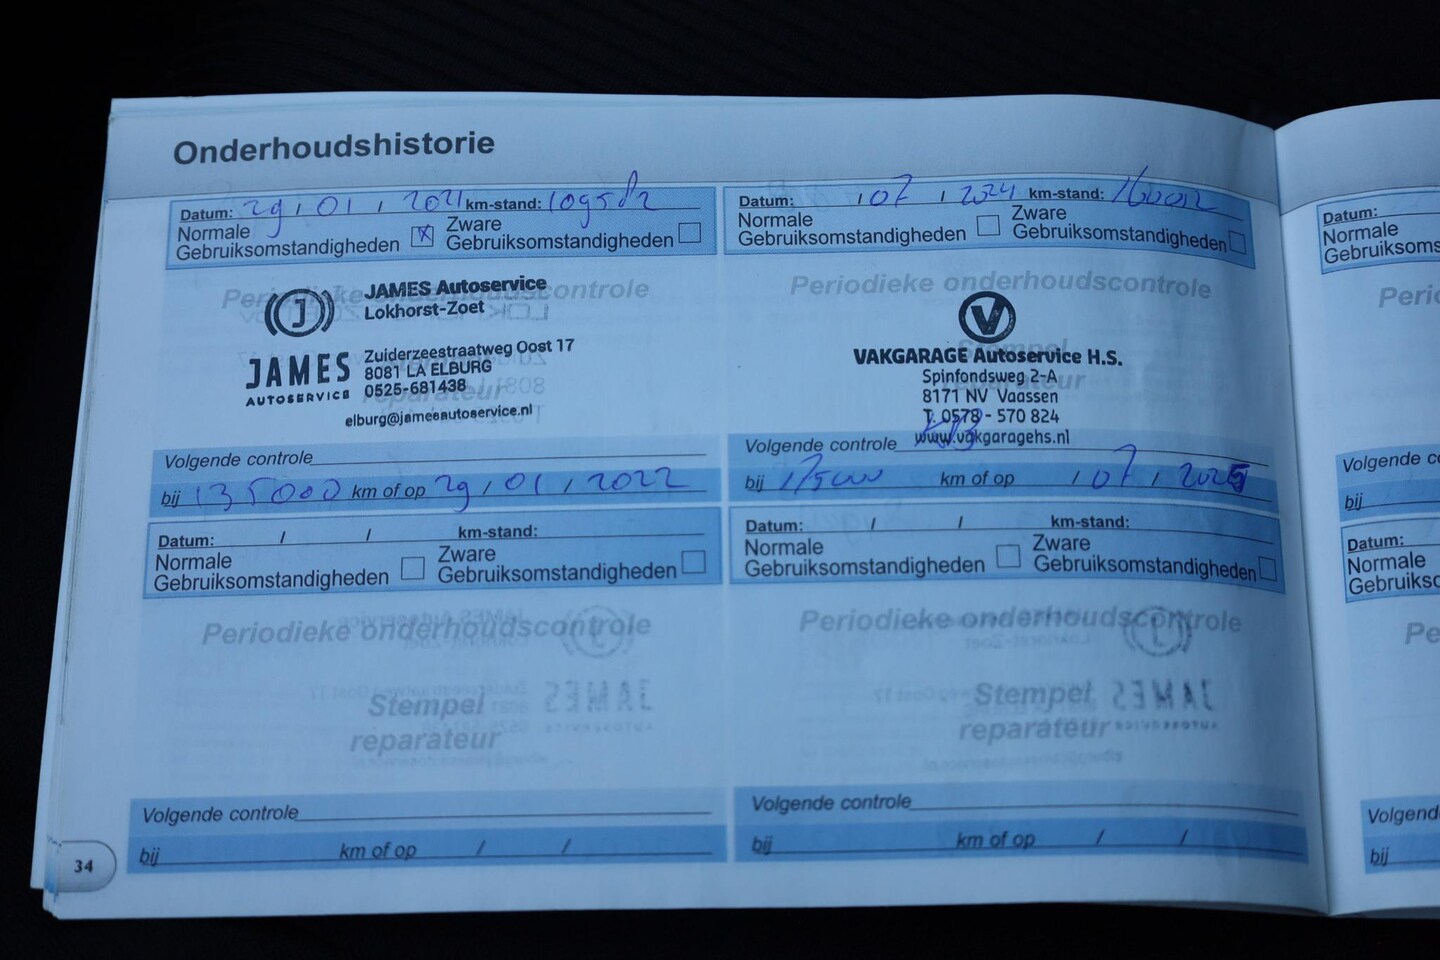 Onderhoudshistorie
Datum: 29 / 01 / 2021 km-stand:
Normale
Gebruiksomstandigheden X
Zware
Gebruiksomstandigheden
Periodieke onderhoudscontrole
JAMES Autoservice
Lokhorst-Zoet
JAMES
AUTOSERVICE
Zuiderzeestraatweg Oost 17
8081 LA ELBURG
0525-681438
elburg@jamesautoservice.nl
Volgende controle
bij 135000 km of op 29 / 01 / 2022
Datum: / 07 / 2024 km-stand:
Normale
Gebruiksomstandigheden
Zware
Gebruiksomstandigheden
Periodieke onderhoudscontrole
Stempel
reparateur
V
VAKGARAGE Autoservice H.S.
Spinfondsweg 2-A
8171 NV Vaassen
T. 0578 - 570 824
www.vakgaragehs.nl
Volgende controle
bij 175000 km of op / 07 / 2025
Datum: / / km-stand:
Normale
Gebruiksomstandigheden
Zware
Gebruiksomstandigheden
Periodieke onderhoudscontrole
Stempel
reparateur
Volgende controle
bij km of op / /
Datum: / / km-stand:
Normale
Gebruiksomstandigheden
Zware
Gebruiksomstandigheden
Periodieke onderhoudscontrole
Stempel
reparateur
Volgende controle
bij km of op / /
34
Datum:
Normale
Volgende
bij
Datum:
Normale
bij